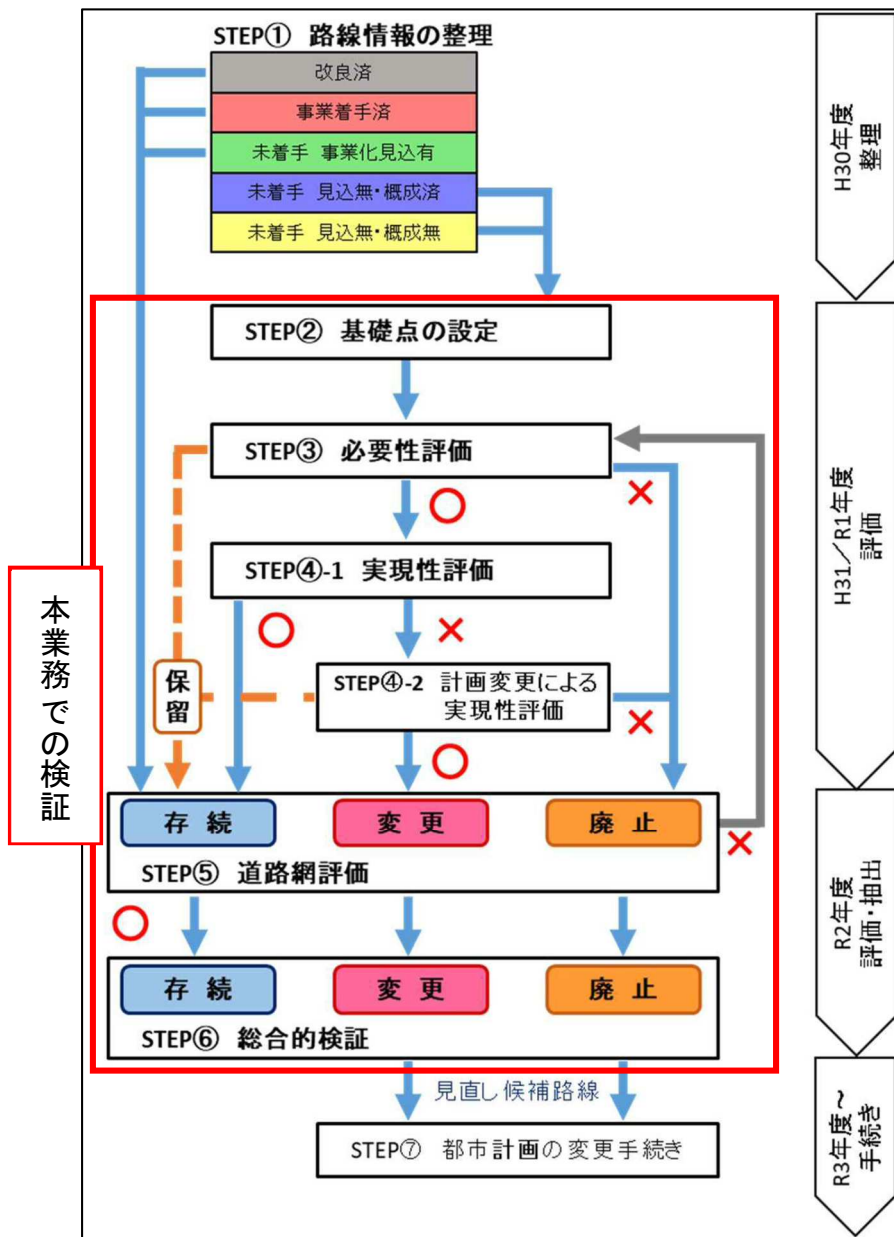 STEP① 路線情報の整理
改良済
事業着手済
未着手 事業化見込有
未着手 見込無・概成済
未着手 見込無・概成無
H30年度
整理
STEP② 基礎点の設定
STEP③ 必要性評価
○
×
STEP④-1 実現性評価
○
×
H31/R1年度
評価
本業務での検証
保留
STEP④-2 計画変更による
実現性評価
○
×
存続
変更
廃止
×
STEP⑤ 道路網評価
○
R2年度
評価・抽出
存続
変更
廃止
STEP⑥ 総合的検証
見直し候補路線
STEP⑦ 都市計画の変更手続き
R3年度~
手続き